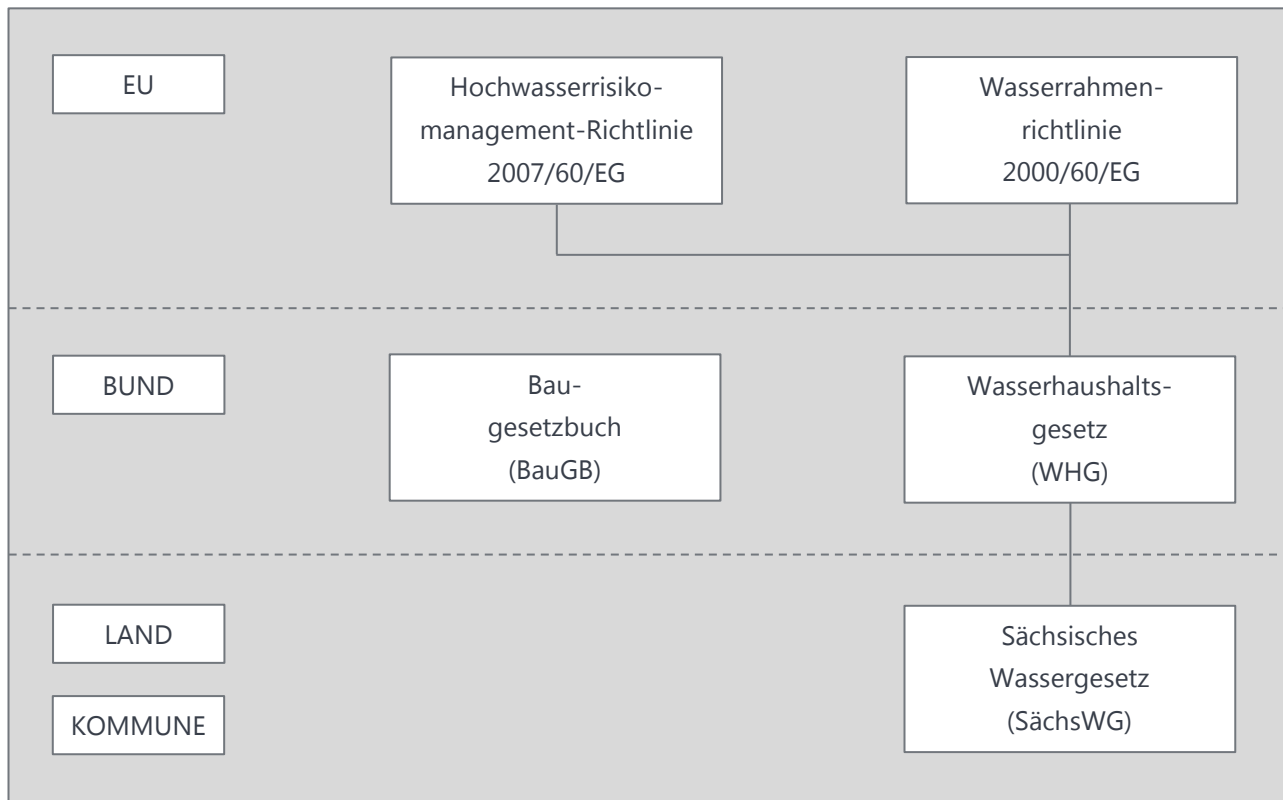 EU
Hochwasserrisiko-
management-Richtlinie
2007/60/EG
Wasserrahmen-
richtlinie
2000/60/EG
BUND
Bau-
gesetzbuch
(BauGB)
Wasserhaushalts-
gesetz
(WHG)
LAND
KOMMUNE
Sächsisches
Wassergesetz
(SächsWG)